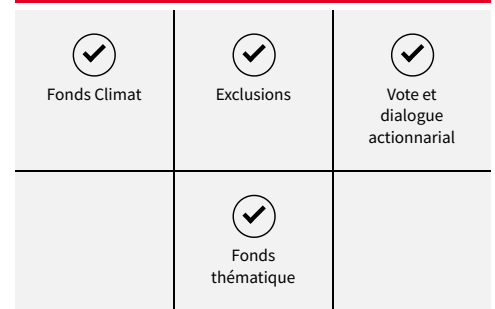 Fonds Climat
Exclusions
Vote et
dialogue
actionnarial
Fonds
thématique